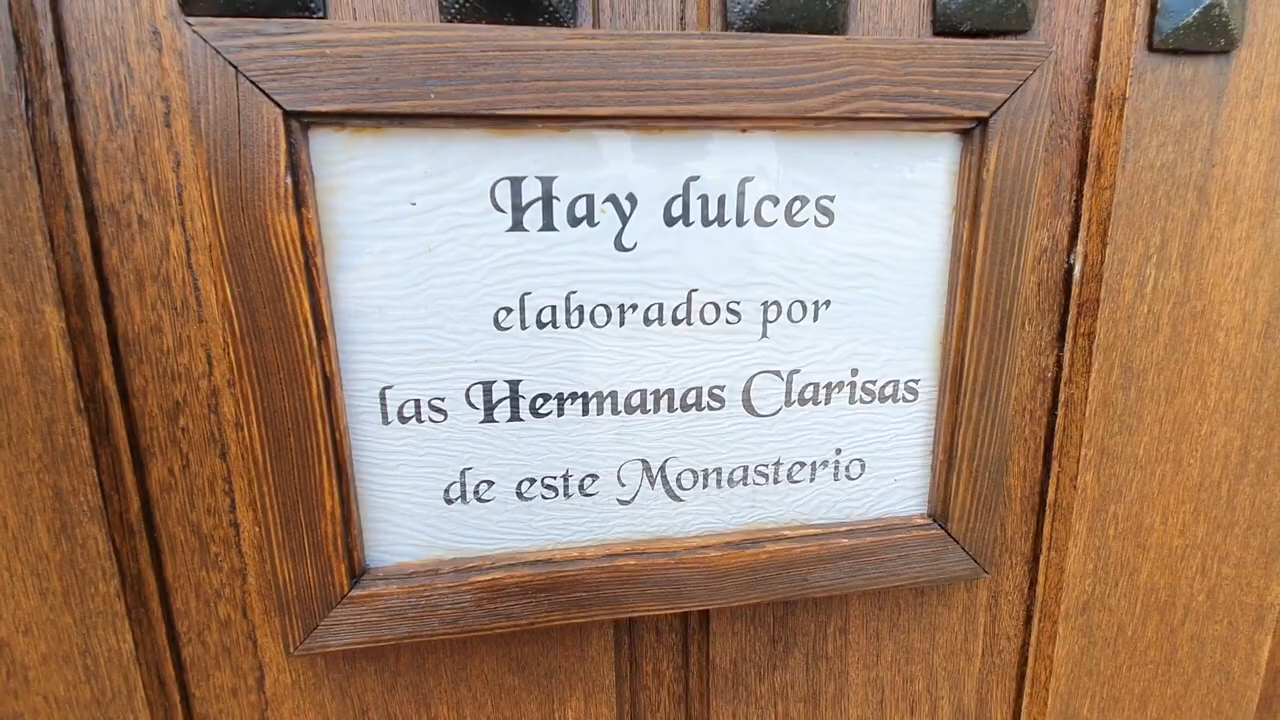 Hay dulces
elaborados por
las Hermanas Clarisas
de este Monasterio